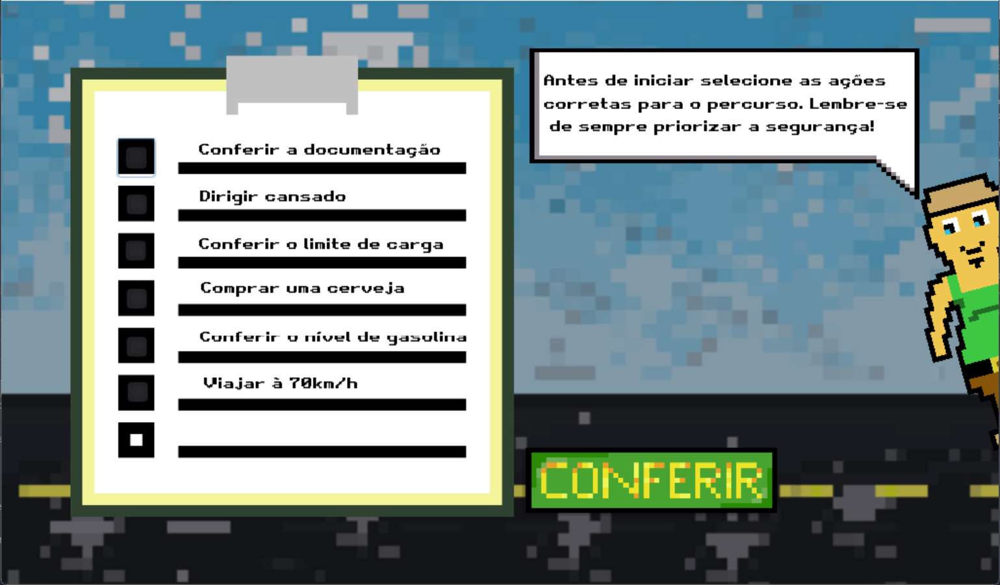 Antes de iniciar selecione as ações
corretas para o percurso. Lembre-se
de sempre priorizar a segurança!
Conferir a documentação
Dirigir cansado
Conferir o limite de carga
Comprar uma cerveja
Conferir o nível de gasolina
Viajar à 70km/h
CONFERIR